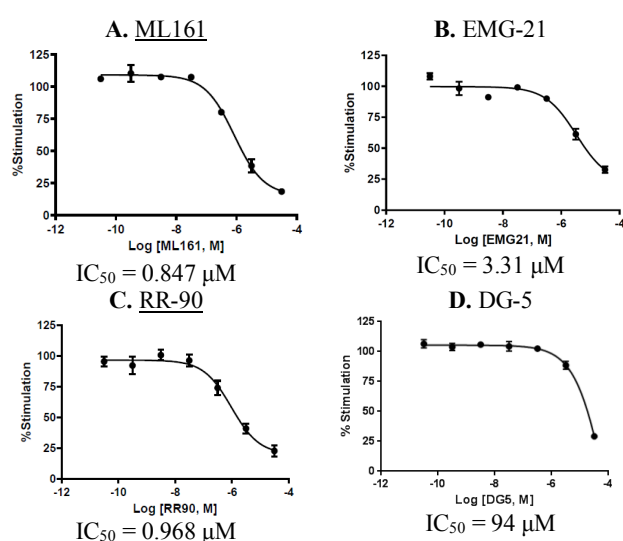 A. ML161
%Stimulation
125
100
75
50
25
0
-12 -10 -8 -6 -4
Log [ML161, M]
IC50 = 0.847 μM
B. EMG-21
%Stimulation
125
100
75
50
25
0
-12 -10 -8 -6 -4
Log [EMG21, M]
IC50 = 3.31 μM
C. RR-90
%Stimulation
125
100
75
50
25
0
-12 -10 -8 -6 -4
Log [RR90, M]
IC50 = 0.968 μM
D. DG-5
% Stimulation
125
100
75
50
25
0
-12 -10 -8 -6 -4
Log [DG5, M]
IC50 = 94 μM